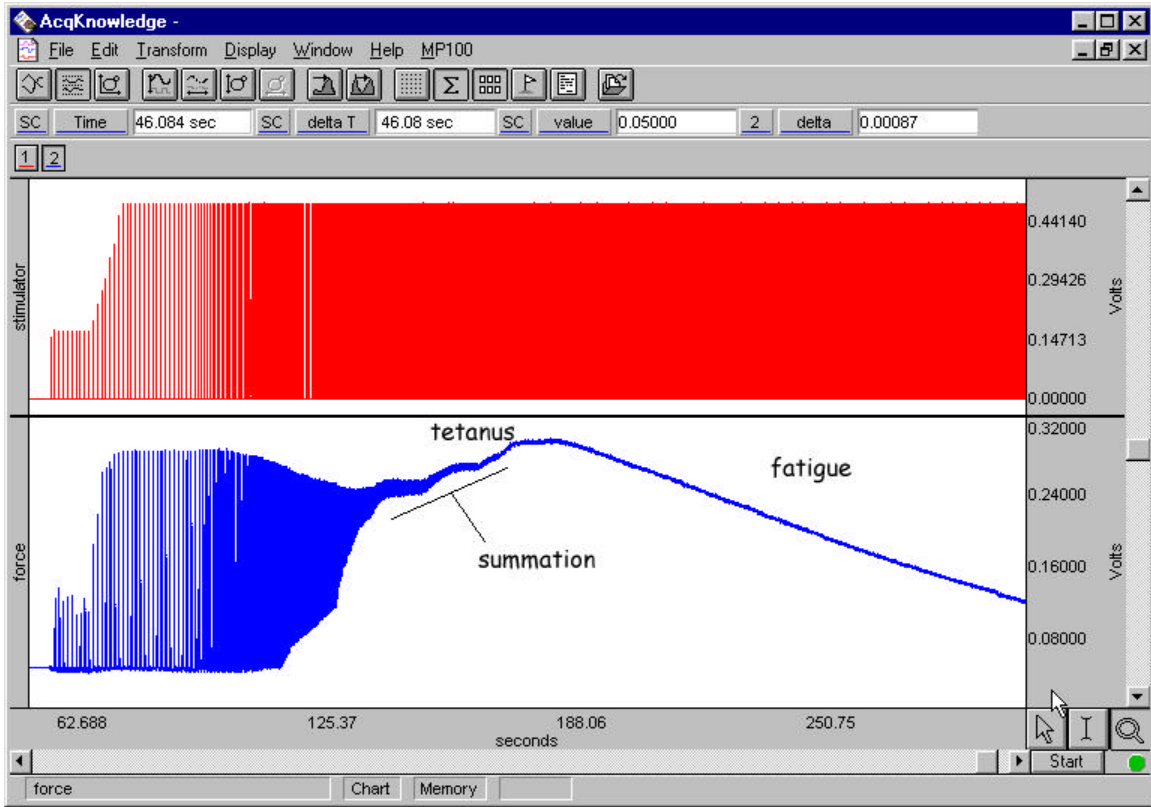 AcqKnowledge -
File Edit Transform Display Window Help MP100
SC Time 46.084 sec SC delta T 46.08 sec SC value 0.05000 2 delta 0.00087
1 2
stimulator
0.44140
0.29426
0.14713
0.00000
Volts
force
tetanus
fatigue
summation
0.32000
0.24000
0.16000
0.08000
Volts
62.688 125.37 188.06 250.75
seconds
Start
force Chart Memory